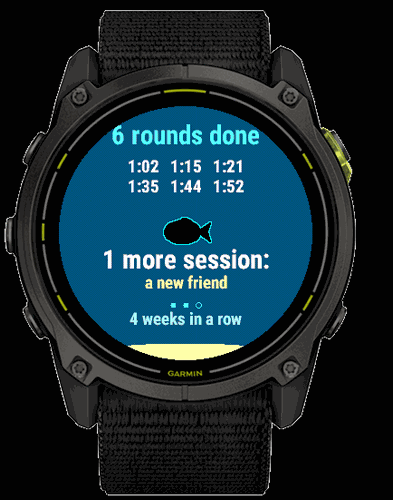 6 rounds done
1:02 1:15 1:21
1:35 1:44 1:52
1 more session:
a new friend
4 weeks in a row
GARMIN